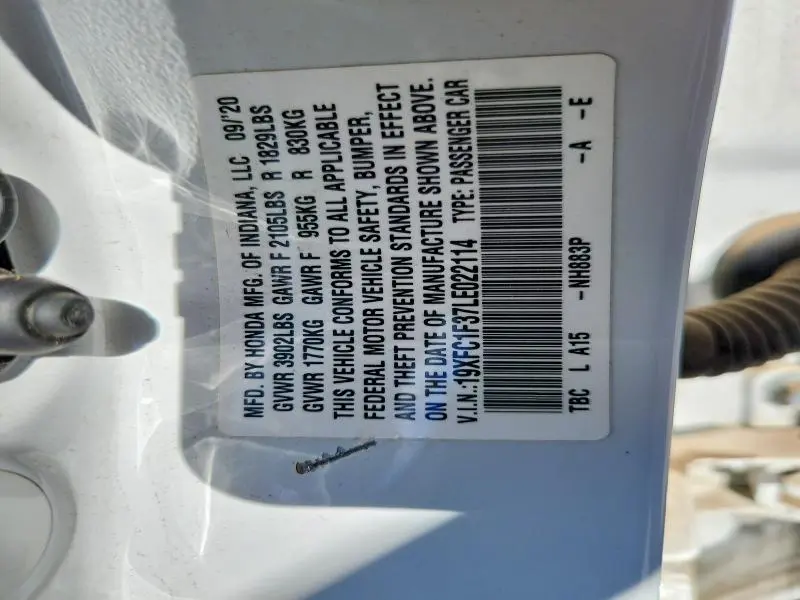 MFD. BY HONDA MFG. OF INDIANA, LLC 09/'20
GVWR 3902LBS GAWR F 2105LBS R 1829LBS
GVWR 1770KG GAWR F 955KG R 830KG
THIS VEHICLE CONFORMS TO ALL APPLICABLE
FEDERAL MOTOR VEHICLE SAFETY, BUMPER,
AND THEFT PREVENTION STANDARDS IN EFFECT
ON THE DATE OF MANUFACTURE SHOWN ABOVE.
V.I.N.:19XFC1F37LE022114 TYPE: PASSENGER CAR
TBC L A15 -NH883P -A -E